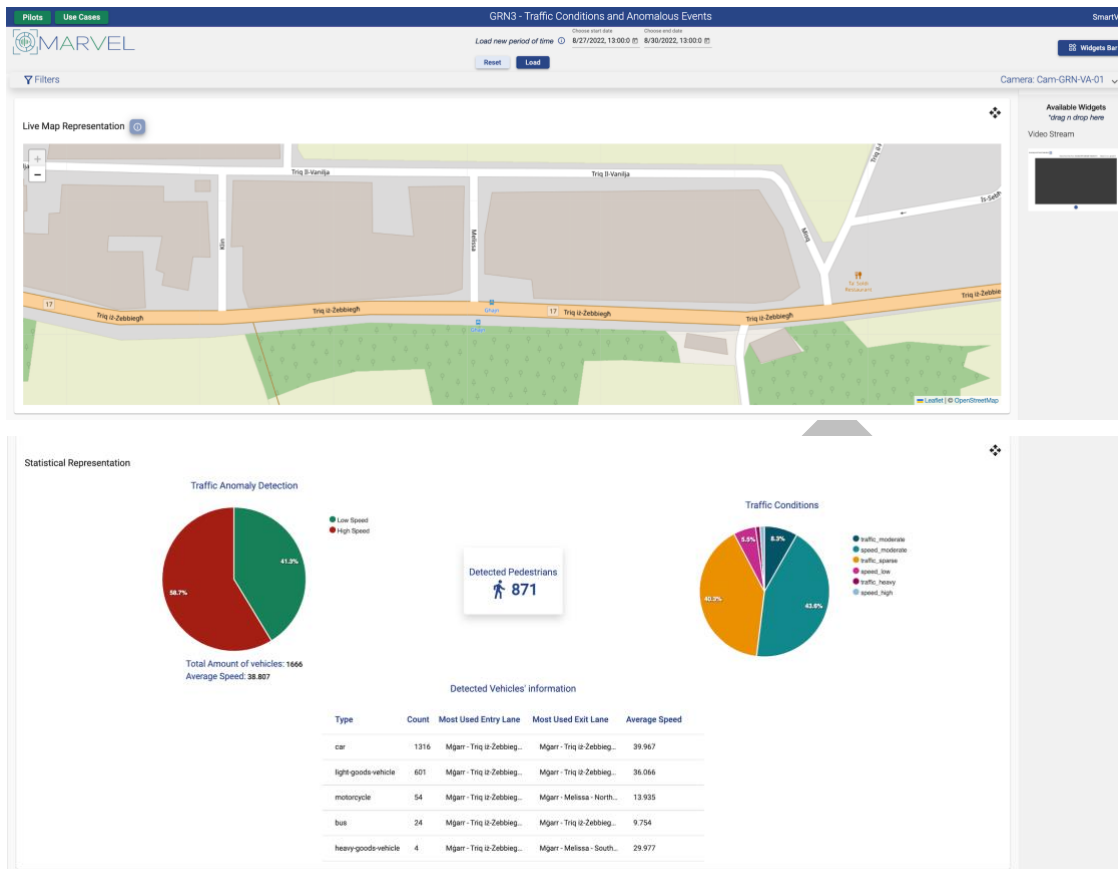 Pilots Use Cases GRN3 - Traffic Conditions and Anomalous Events SmartV
MARVEL
Load new period of time
Choose start date Choose end date
8/27/2022, 13:00:0 8/30/2022, 13:00:0
Reset Load
Widgets Bar
Filters
Camera: Cam-GRN-VA-01
Live Map Representation
Available Widgets
*drag n drop here
Video Stream
+
−
Triq Il-Vanilja
Triq Il-Vanilja
Klin
Melissa
Ta' Soldi
Restaurant
17
Triq iż-Żebbiegħ
Triq iż-Żebbiegħ
Għajn
17
Triq iż-Żebbiegħ
Triq iż-Żebbiegħ
Leaflet | © OpenStreetMap
Statistical Representation
Traffic Anomaly Detection
Low Speed
High Speed
41.3%
58.7%
Total Amount of vehicles: 1666
Average Speed: 38.807
Detected Pedestrians
871
Traffic Conditions
traffic_moderate
speed_moderate
traffic_sparse
speed_low
traffic_heavy
speed_high
5.5%
8.3%
40.3%
43.6%
Detected Vehicles' information
Type Count Most Used Entry Lane Most Used Exit Lane Average Speed
car 1316 Mġarr - Triq iż-Żebbieg... Mġarr - Triq iż-Żebbieg... 39.967
light-goods-vehicle 601 Mġarr - Triq iż-Żebbieg... Mġarr - Triq iż-Żebbieg... 36.066
motorcycle 54 Mġarr - Triq iż-Żebbieg... Mġarr - Melissa - North... 13.935
bus 24 Mġarr - Triq iż-Żebbieg... Mġarr - Triq iż-Żebbieg... 9.754
heavy-goods-vehicle 4 Mġarr - Triq iż-Żebbieg... Mġarr - Melissa - South... 29.977